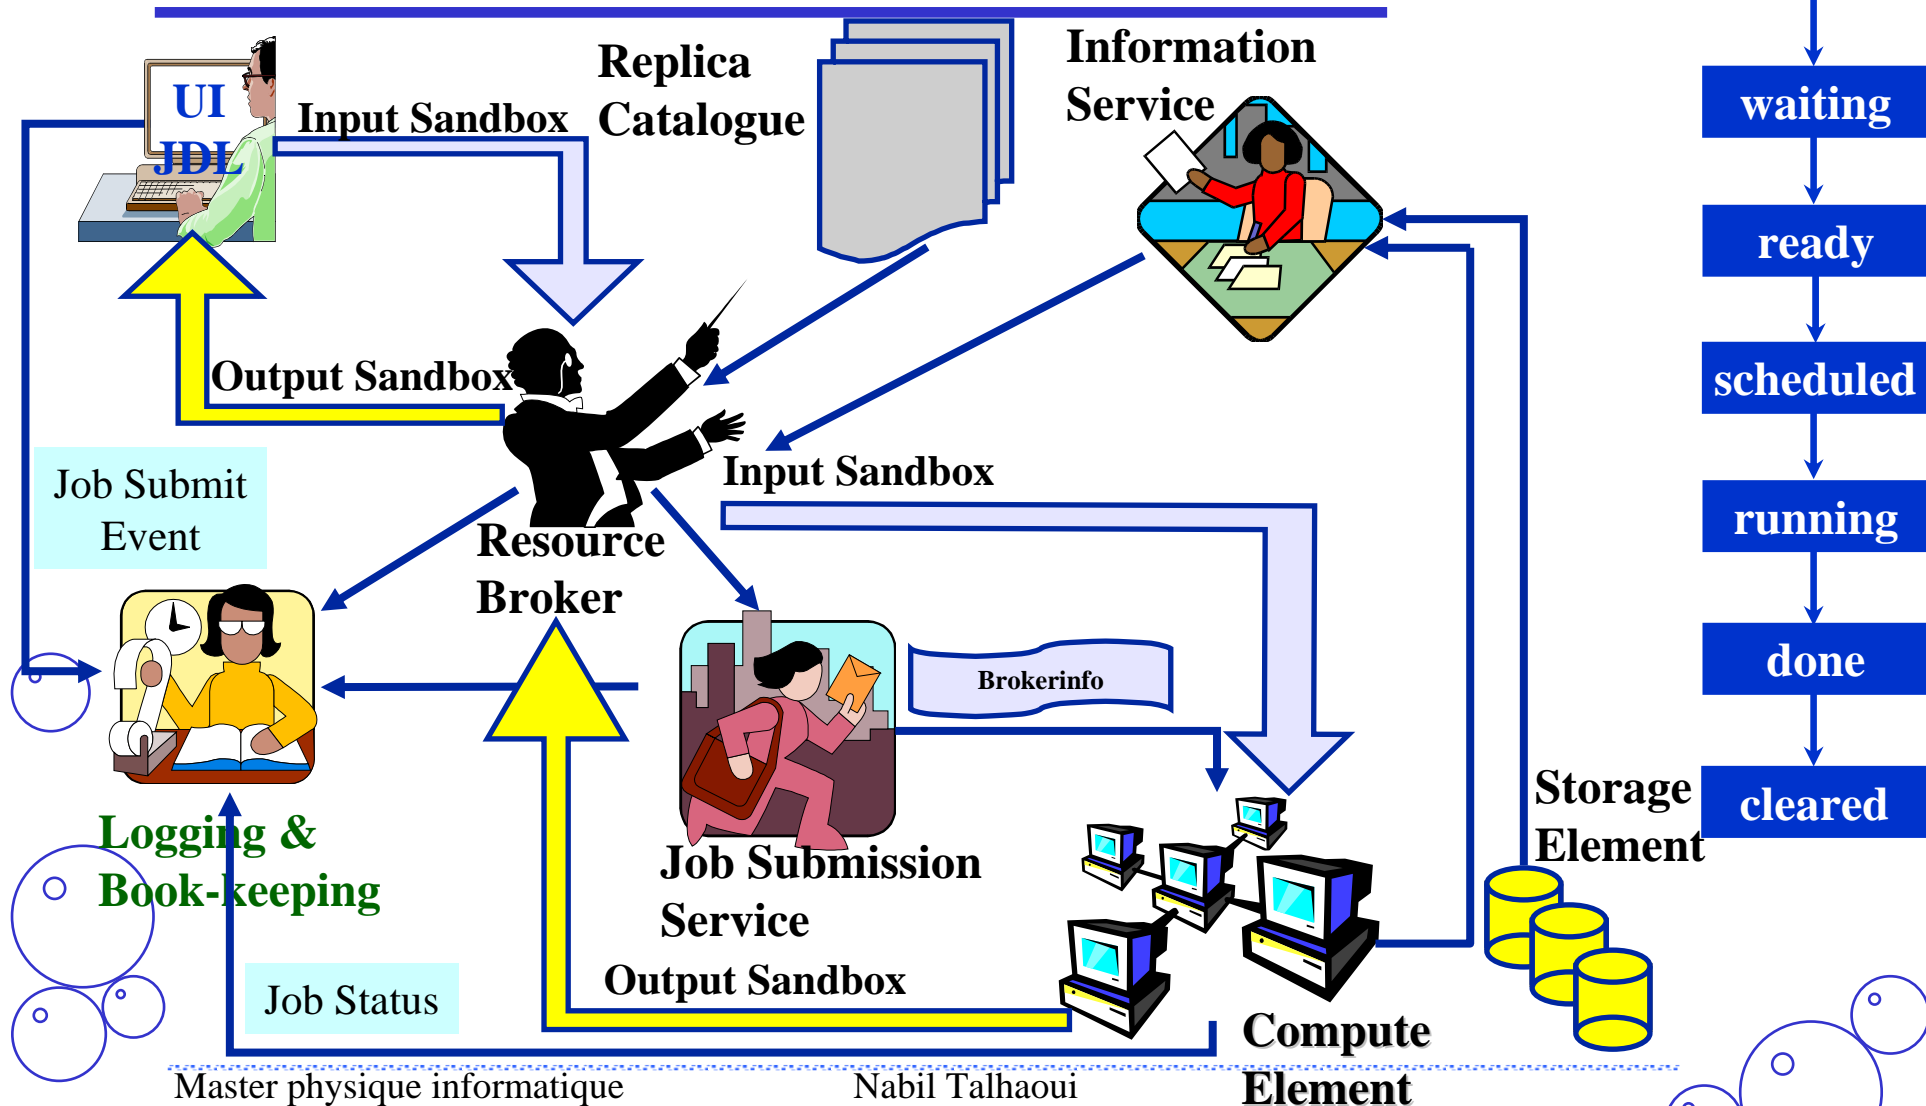 UI
JDL
Input Sandbox
Replica
Catalogue
Information
Service
waiting
ready
scheduled
running
done
cleared
Output Sandbox
Job Submit
Event
Input Sandbox
Resource
Broker
Brokerinfo
Logging &
Book-keeping
Job Submission
Service
Storage
Element
Output Sandbox
Job Status
Compute
Element
Master physique informatique
Nabil Talhaoui